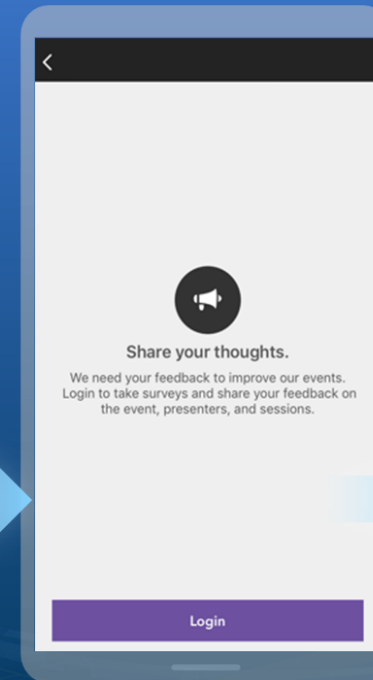 Share your thoughts.
We need your feedback to improve our events.
Login to take surveys and share your feedback on
the event, presenters, and sessions.
Login